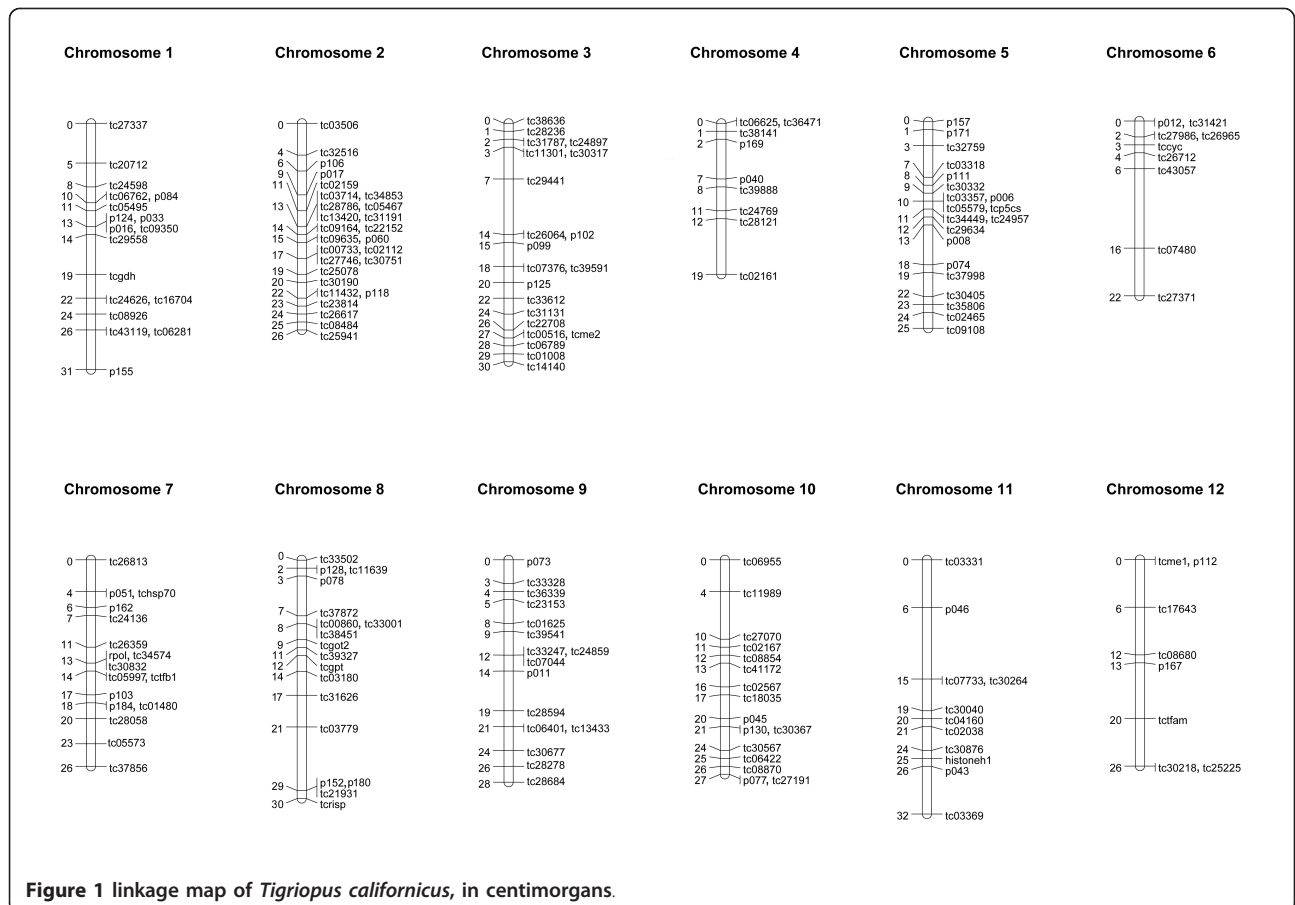 Chromosome 1
0 tc27337
5 tc20712
8 tc24598
10 tc06762, p084
11 tc05495
13 p124, p033
p016, tc09350
14 tc29558
19 tcgdh
22 tc24626, tc16704
24 tc08926
26 tc43119, tc06281
31 p155
Chromosome 2
0 tc03506
4 tc32516
6 p106
9 p017
11 tc02159
tc03714, tc34853
13 tc28786, tc05467
tc13420, tc31191
14 tc09164, tc22152
15 tc09635, p060
17 tc00733, tc02112
tc27746, tc30751
19 tc25078
20 tc30190
22 tc11432, p118
23 tc23814
24 tc26617
25 tc08484
26 tc25941
Chromosome 3
0 tc38636
1 tc28236
2 tc31787, tc24897
3 tc11301, tc30317
7 tc29441
14 tc26064, p102
15 p099
18 tc07376, tc39591
20 p125
22 tc33612
24 tc31131
26 tc22708
27 tc00516, tcme2
28 tc06789
29 tc01008
30 tc14140
Chromosome 4
0 tc06625, tc36471
1 tc38141
2 p169
7 p040
8 tc39888
11 tc24769
12 tc28121
19 tc02161
Chromosome 5
0 p157
1 p171
3 tc32759
7 tc03318
8 p111
9 tc30332
10 tc03357, p006
tc05579, tcp5cs
11 tc34449, tc24957
12 tc29634
13 p008
18 p074
19 tc37998
22 tc30405
23 tc35806
24 tc02465
25 tc09108
Chromosome 6
0 p012, tc31421
2 tc27986, tc26965
3 tccyc
4 tc26712
6 tc43057
16 tc07480
22 tc27371
Chromosome 7
0 tc26813
4 p051, tchsp70
6 p162
7 tc24136
11 tc26359
13 rpol, tc34574
tc30832
14 tc05997, tctfb1
17 p103
18 p184, tc01480
20 tc28058
23 tc05573
26 tc37856
Chromosome 8
0 tc33502
2 p128, tc11639
3 p078
7 tc37872
8 tc00860, tc33001
tc38451
9 tcgot2
11 tc39327
12 tcgpt
14 tc03180
17 tc31626
21 tc03779
29 p152,p180
tc21931
30 tcrisp
Chromosome 9
0 p073
3 tc33328
4 tc36339
5 tc23153
8 tc01625
9 tc39541
12 tc33247, tc24859
tc07044
14 p011
19 tc28594
21 tc06401, tc13433
24 tc30677
26 tc28278
28 tc28684
Chromosome 10
0 tc06955
4 tc11989
10 tc27070
11 tc02167
12 tc08854
13 tc41172
16 tc02567
17 tc18035
20 p045
21 p130, tc30367
24 tc30567
25 tc06422
26 tc08870
27 p077, tc27191
Chromosome 11
0 tc03331
6 p046
15 tc07733, tc30264
19 tc30040
20 tc04160
21 tc02038
24 tc30876
25 histoneh1
26 p043
32 tc03369
Chromosome 12
0 tcme1, p112
6 tc17643
12 tc08680
13 p167
20 tctfam
26 tc30218, tc25225
Figure 1 linkage map of Tigriopus californicus, in centimorgans.